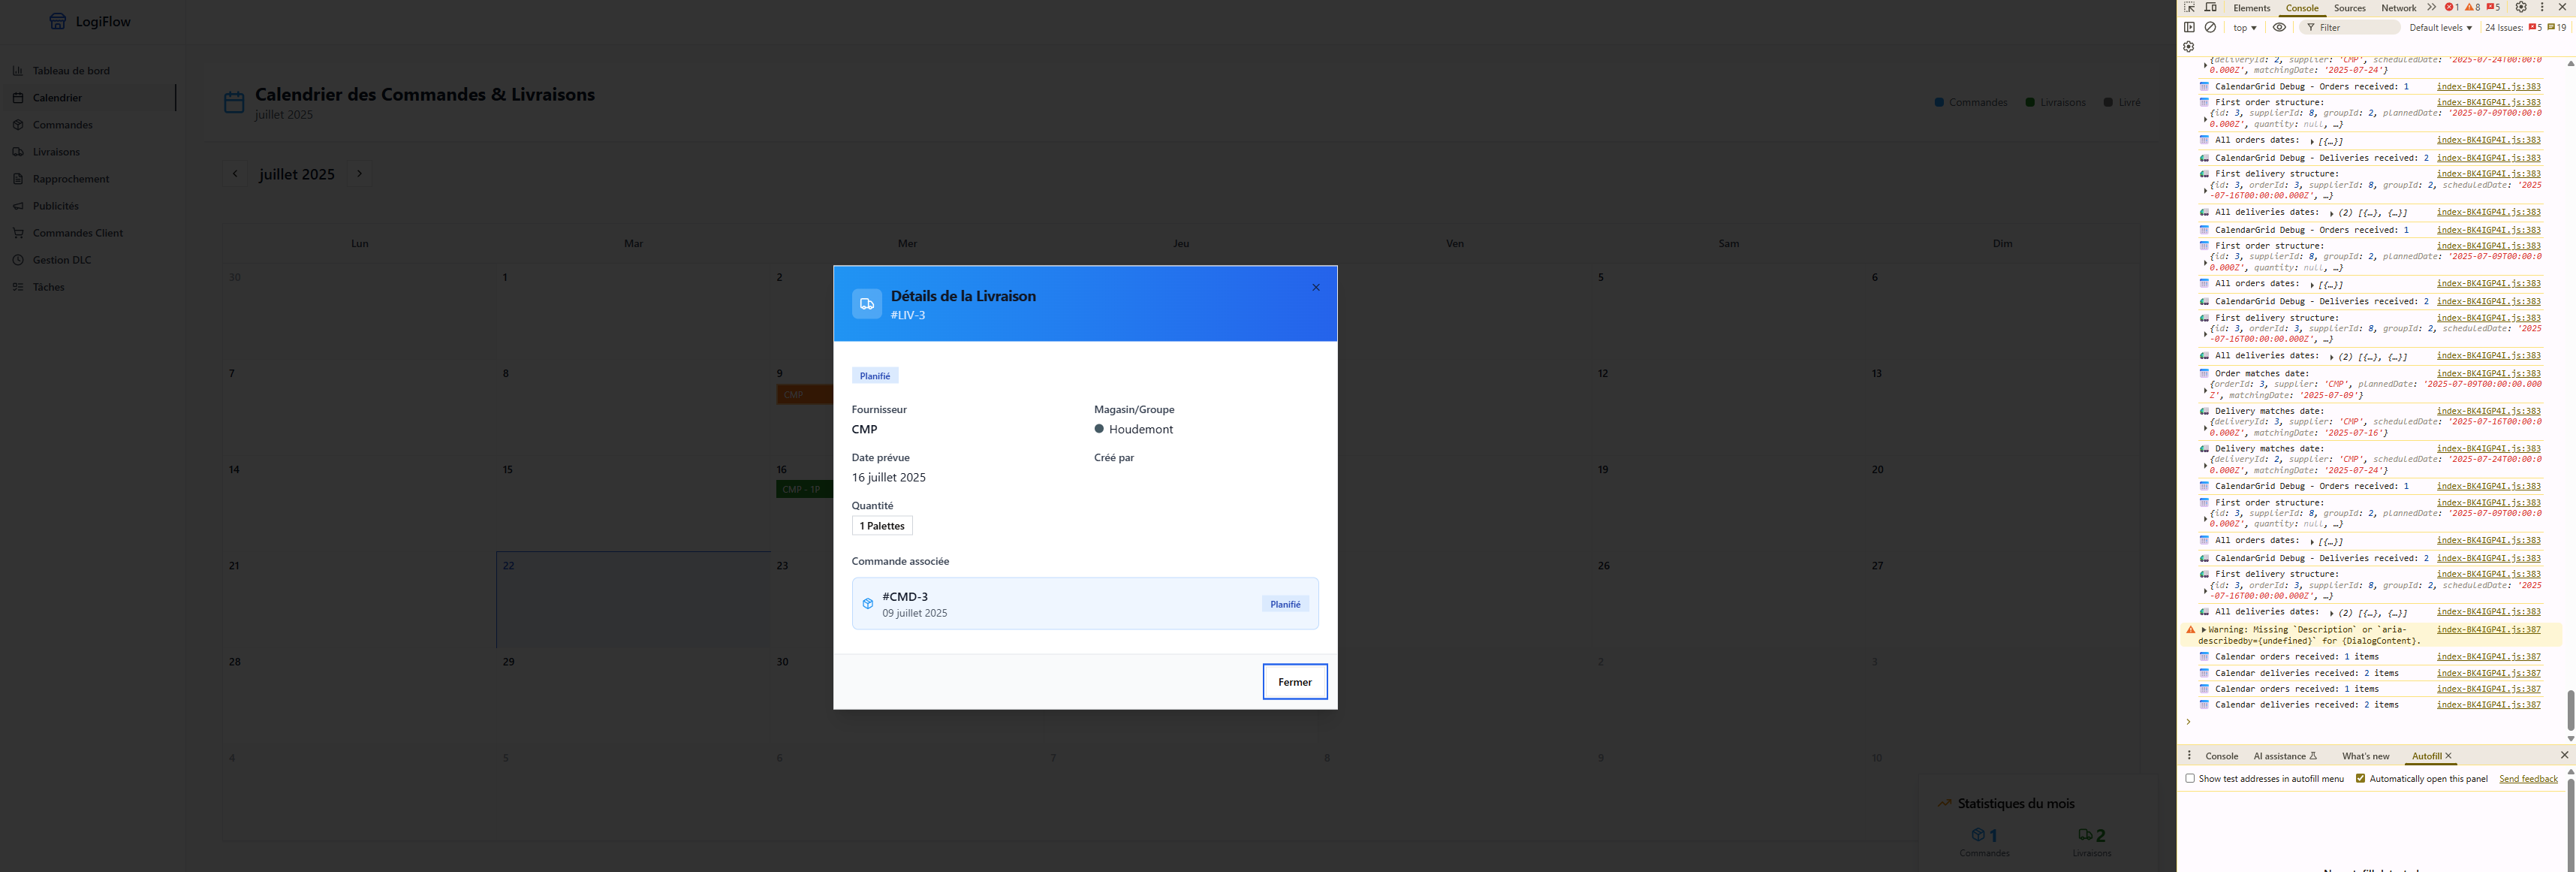 LogiFlow
Tableau de bord
Calendrier
Commandes
Livraisons
Rapprochement
Publicités
Commandes Client
Gestion DLC
Tâches
Calendrier des Commandes & Livraisons
juillet 2025
Commandes Livraisons Livré
juillet 2025
Lun Mar Mer Jeu Ven Sam Dim
30 1 2 5 6
7 8 9 12 13
CMP
14 15 16 19 20
CMP - 1P
21 22 23 26 27
28 29 30 2 3
4 5 6 7 8 9 10
Statistiques du mois
1 2
Commandes Livraisons
Détails de la Livraison
#LIV-3
Planifié
Fournisseur Magasin/Groupe
CMP Houdemont
Date prévue Créé par
16 juillet 2025
Quantité
1 Palettes
Commande associée
#CMD-3 Planifié
09 juillet 2025
Fermer
Elements Console Sources Network 1 8 5
top Filter Default levels 24 Issues: 5 19
{deliveryId: 2, supplier: 'CMP', scheduledDate: '2025-07-24T00:00:0
0.000Z', matchingDate: '2025-07-24'}
CalendarGrid Debug - Orders received: 1 index-BK4IGP4I.js:383
First order structure: index-BK4IGP4I.js:383
{id: 3, supplierId: 8, groupId: 2, plannedDate: '2025-07-09T00:00:0
0.000Z', quantity: null, …}
All orders dates: [{…}] index-BK4IGP4I.js:383
CalendarGrid Debug - Deliveries received: 2 index-BK4IGP4I.js:383
First delivery structure: index-BK4IGP4I.js:383
{id: 3, orderId: 3, supplierId: 8, groupId: 2, scheduledDate: '2025
-07-16T00:00:00.000Z', …}
All deliveries dates: (2) [{…}, {…}] index-BK4IGP4I.js:383
CalendarGrid Debug - Orders received: 1 index-BK4IGP4I.js:383
First order structure: index-BK4IGP4I.js:383
{id: 3, supplierId: 8, groupId: 2, plannedDate: '2025-07-09T00:00:0
0.000Z', quantity: null, …}
All orders dates: [{…}] index-BK4IGP4I.js:383
CalendarGrid Debug - Deliveries received: 2 index-BK4IGP4I.js:383
First delivery structure: index-BK4IGP4I.js:383
{id: 3, orderId: 3, supplierId: 8, groupId: 2, scheduledDate: '2025
-07-16T00:00:00.000Z', …}
All deliveries dates: (2) [{…}, {…}] index-BK4IGP4I.js:383
Order matches date: index-BK4IGP4I.js:383
{orderId: 3, supplier: 'CMP', plannedDate: '2025-07-09T00:00:00.000
Z', matchingDate: '2025-07-09'}
Delivery matches date: index-BK4IGP4I.js:383
{deliveryId: 3, supplier: 'CMP', scheduledDate: '2025-07-16T00:00:0
0.000Z', matchingDate: '2025-07-16'}
Delivery matches date: index-BK4IGP4I.js:383
{deliveryId: 2, supplier: 'CMP', scheduledDate: '2025-07-24T00:00:0
0.000Z', matchingDate: '2025-07-24'}
CalendarGrid Debug - Orders received: 1 index-BK4IGP4I.js:383
First order structure: index-BK4IGP4I.js:383
{id: 3, supplierId: 8, groupId: 2, plannedDate: '2025-07-09T00:00:0
0.000Z', quantity: null, …}
All orders dates: [{…}] index-BK4IGP4I.js:383
CalendarGrid Debug - Deliveries received: 2 index-BK4IGP4I.js:383
First delivery structure: index-BK4IGP4I.js:383
{id: 3, orderId: 3, supplierId: 8, groupId: 2, scheduledDate: '2025
-07-16T00:00:00.000Z', …}
All deliveries dates: (2) [{…}, {…}] index-BK4IGP4I.js:383
Warning: Missing `Description` or `aria- index-BK4IGP4I.js:387
describedby={undefined}` for {DialogContent}.
Calendar orders received: 1 items index-BK4IGP4I.js:387
Calendar deliveries received: 2 items index-BK4IGP4I.js:387
Calendar orders received: 1 items index-BK4IGP4I.js:387
Calendar deliveries received: 2 items index-BK4IGP4I.js:387
Console AI assistance What's new Autofill
Show test addresses in autofill menu Automatically open this panel Send feedback